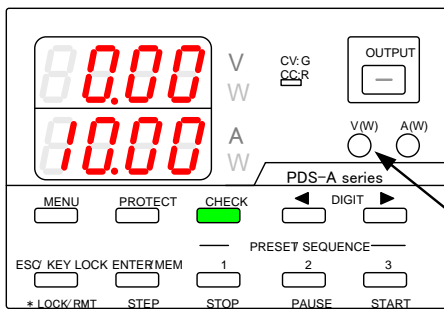 0.00 V
W
CV:G
CC:R
OUTPUT
10.00 A
W
V(W) A(W)
PDS-A series
MENU PROTECT CHECK ◀ DIGIT ▶
PRESET/ SEQUENCE
ESC/ KEY LOCK ENTER/MEM 1 2 3
* LOCK/RMT STEP STOP PAUSE START